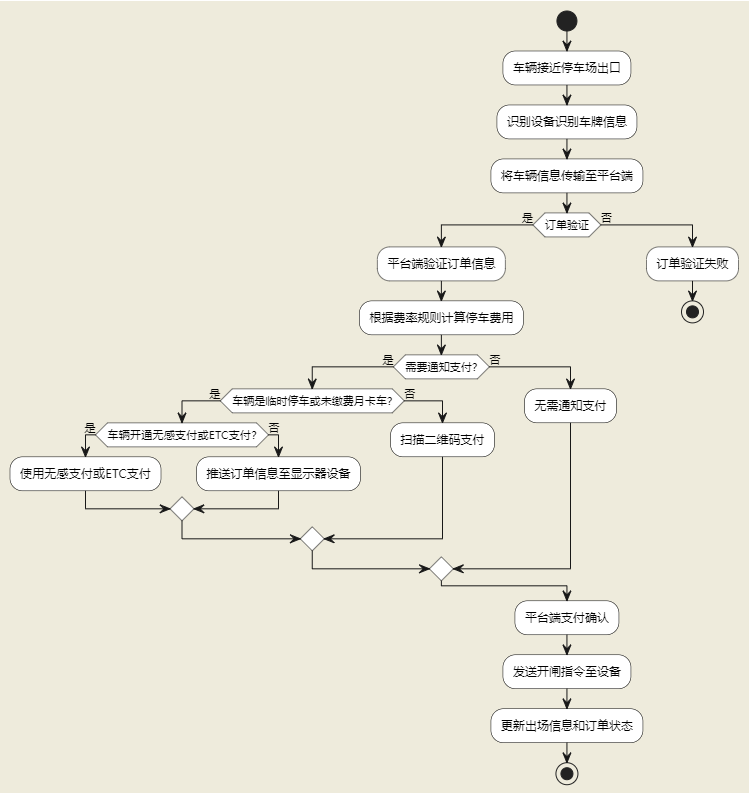 车辆接近停车场出口
识别设备识别车牌信息
将车辆信息传输至平台端
是
订单验证
否
平台端验证订单信息
订单验证失败
根据费率规则计算停车费用
是
需要通知支付?
否
是
车辆是临时停车或未缴费月卡车?
否
无需通知支付
是
车辆开通无感支付或ETC支付?
否
扫描二维码支付
使用无感支付或ETC支付
推送订单信息至显示器设备
平台端支付确认
发送开闸指令至设备
更新出场信息和订单状态